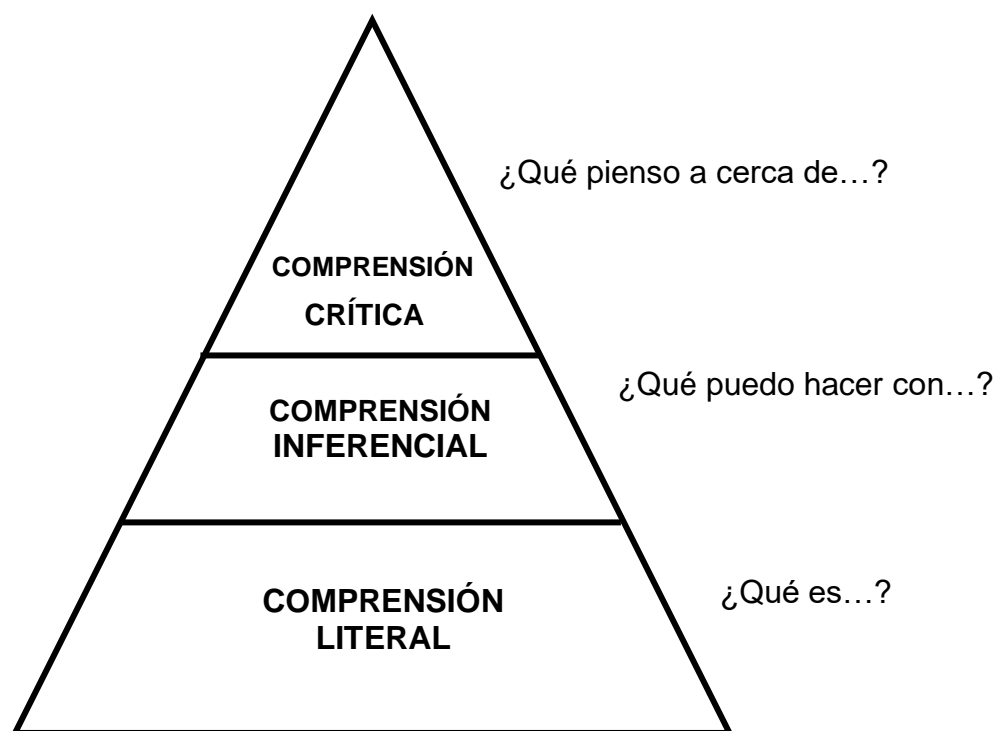 ¿Qué pienso a cerca de…?
COMPRENSIÓN
CRÍTICA
¿Qué puedo hacer con…?
COMPRENSIÓN
INFERENCIAL
¿Qué es…?
COMPRENSIÓN
LITERAL